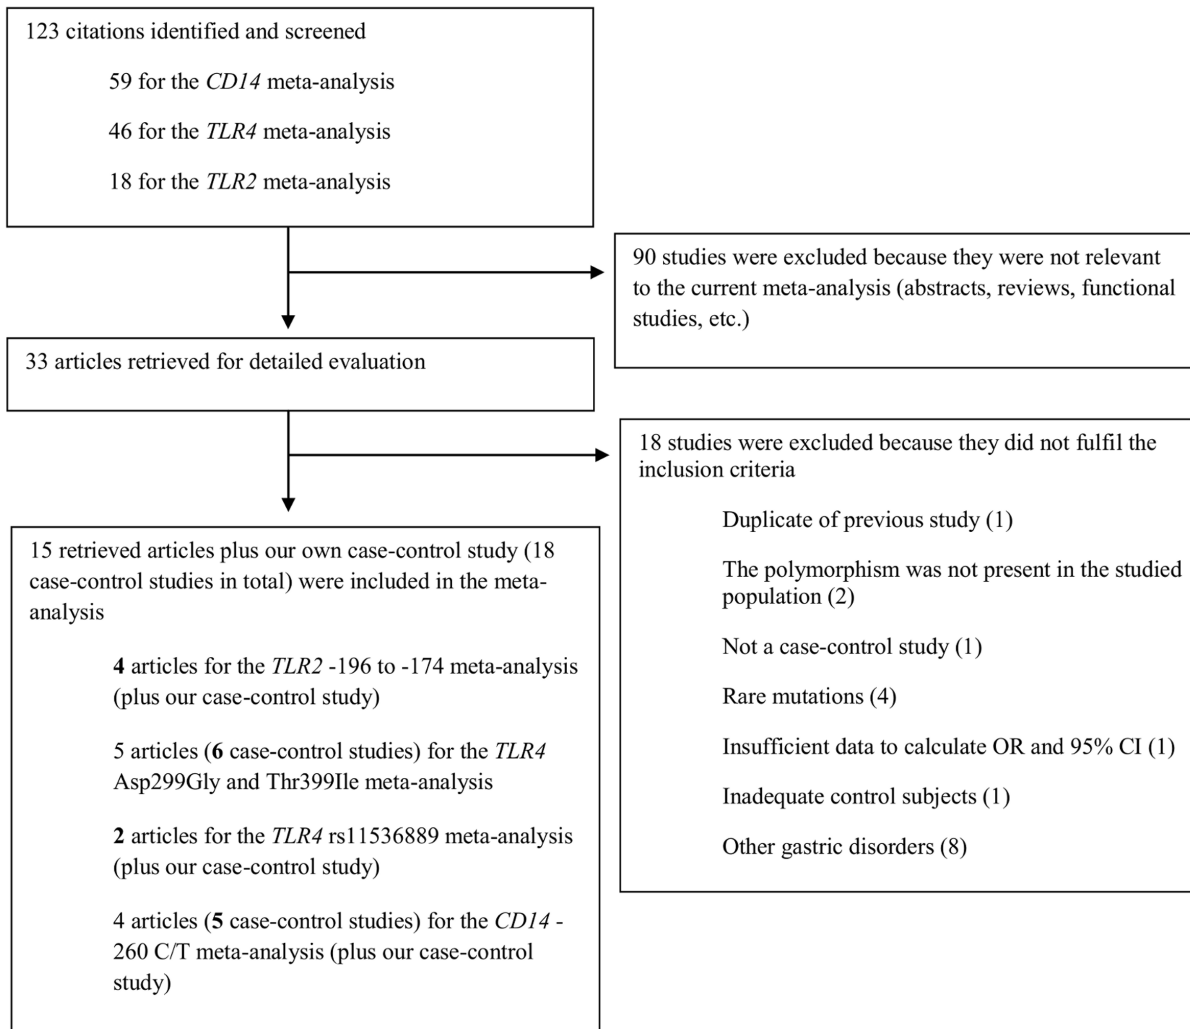 123 citations identified and screened
59 for the CD14 meta-analysis
46 for the TLR4 meta-analysis
18 for the TLR2 meta-analysis
90 studies were excluded because they were not relevant
to the current meta-analysis (abstracts, reviews, functional
studies, etc.)
33 articles retrieved for detailed evaluation
18 studies were excluded because they did not fulfil the
inclusion criteria
Duplicate of previous study (1)
The polymorphism was not present in the studied
population (2)
Not a case-control study (1)
Rare mutations (4)
Insufficient data to calculate OR and 95% CI (1)
Inadequate control subjects (1)
Other gastric disorders (8)
15 retrieved articles plus our own case-control study (18
case-control studies in total) were included in the meta-
analysis
4 articles for the TLR2 -196 to -174 meta-analysis
(plus our case-control study)
5 articles (6 case-control studies) for the TLR4
Asp299Gly and Thr399Ile meta-analysis
2 articles for the TLR4 rs11536889 meta-analysis
(plus our case-control study)
4 articles (5 case-control studies) for the CD14 -
260 C/T meta-analysis (plus our case-control
study)